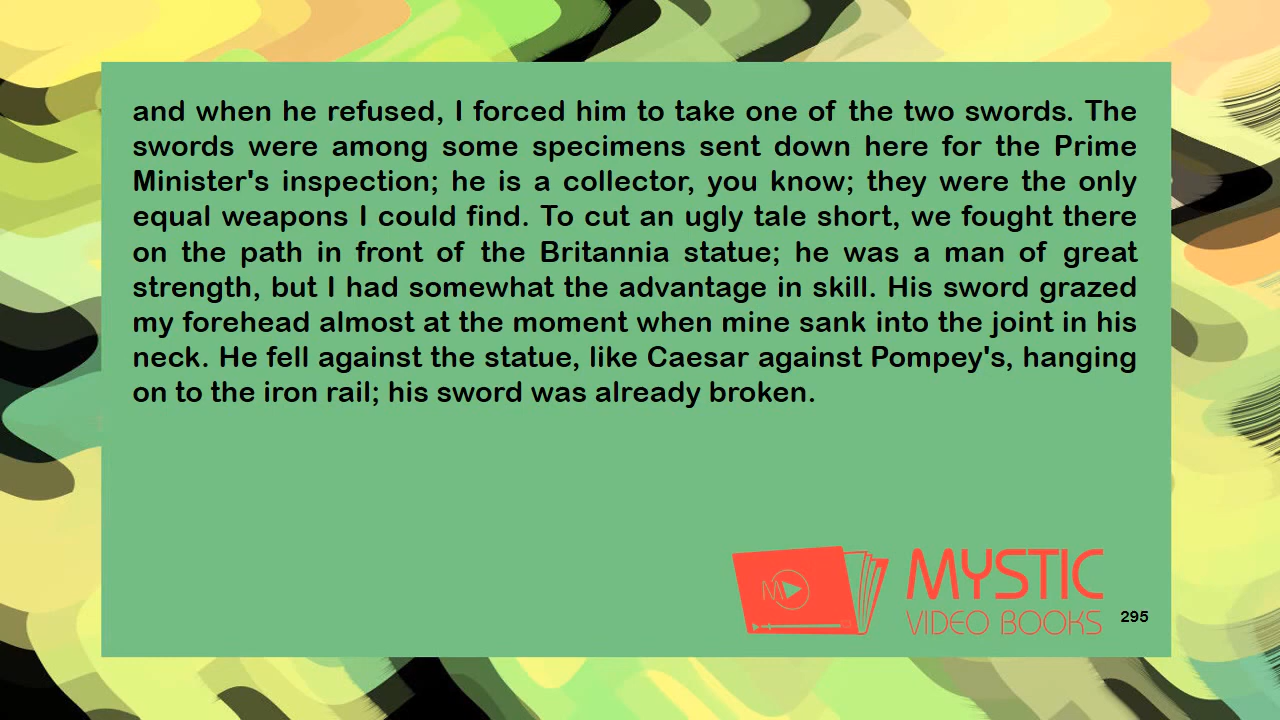 and when he refused, I forced him to take one of the two swords. The
swords were among some specimens sent down here for the Prime
Minister's inspection; he is a collector, you know; they were the only
equal weapons I could find. To cut an ugly tale short, we fought there
on the path in front of the Britannia statue; he was a man of great
strength, but I had somewhat the advantage in skill. His sword grazed
my forehead almost at the moment when mine sank into the joint in his
neck. He fell against the statue, like Caesar against Pompey's, hanging
on to the iron rail; his sword was already broken.
M
MYSTIC
VIDEO BOOKS
295